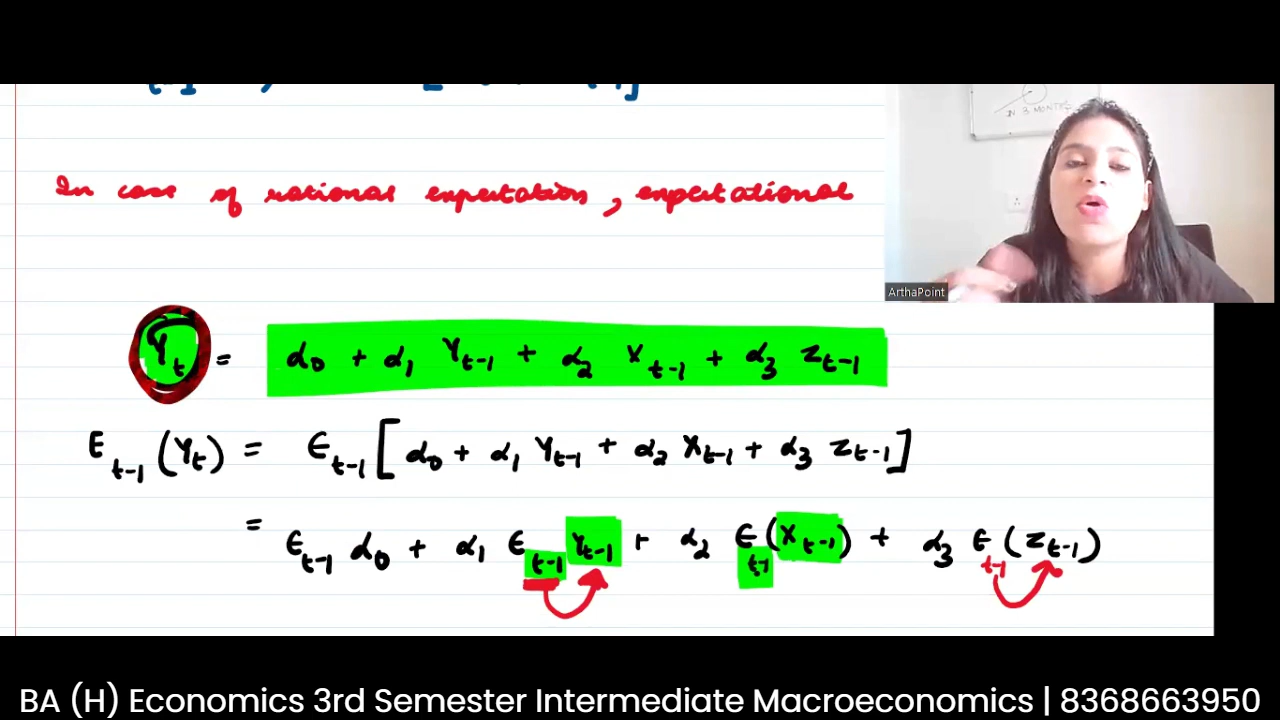 IN 3 MONTHS
In case of rational expectation, expectational
ArthaPoint
Yt = α0 + α1 Yt-1 + α2 Xt-1 + α3 Zt-1
Et-1 (Yt) = Et-1 [α0 + α1 Yt-1 + α2 Xt-1 + α3 Zt-1]
= Et-1 α0 + α1 Et-1 Yt-1 + α2 Et-1 (Xt-1) + α3 Et-1 (Zt-1)
BA (H) Economics 3rd Semester Intermediate Macroeconomics | 8368663950